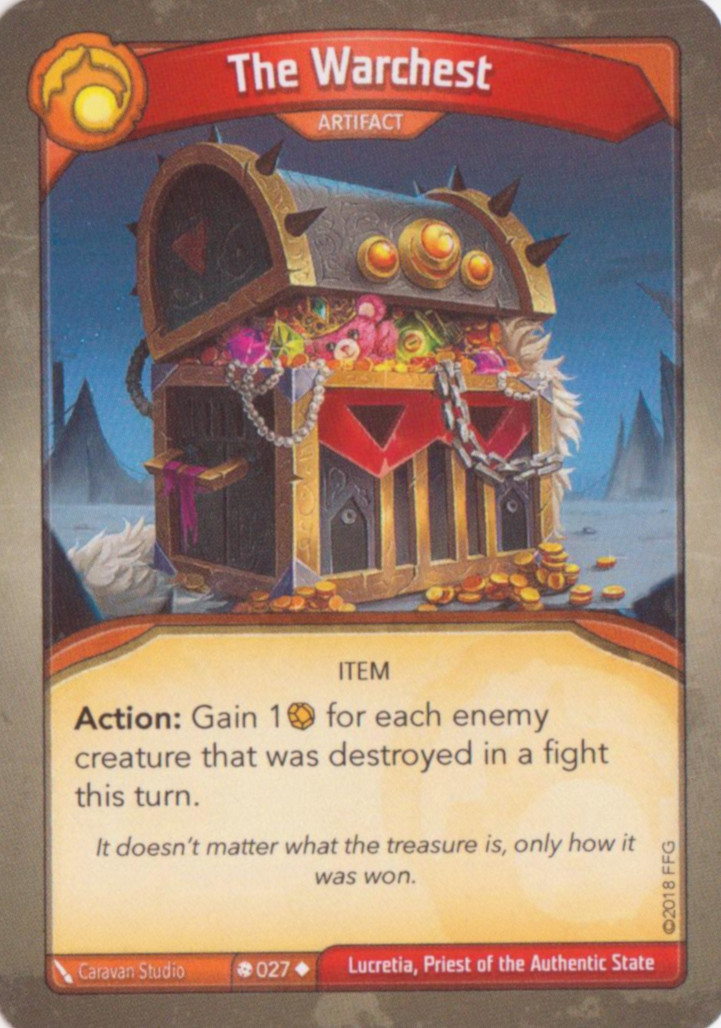 The Warchest
ARTIFACT
ITEM
Action: Gain 1 for each enemy
creature that was destroyed in a fight
this turn.
It doesn't matter what the treasure is, only how it
was won.
©2018 FFG
Caravan Studio
027
Lucretia, Priest of the Authentic State